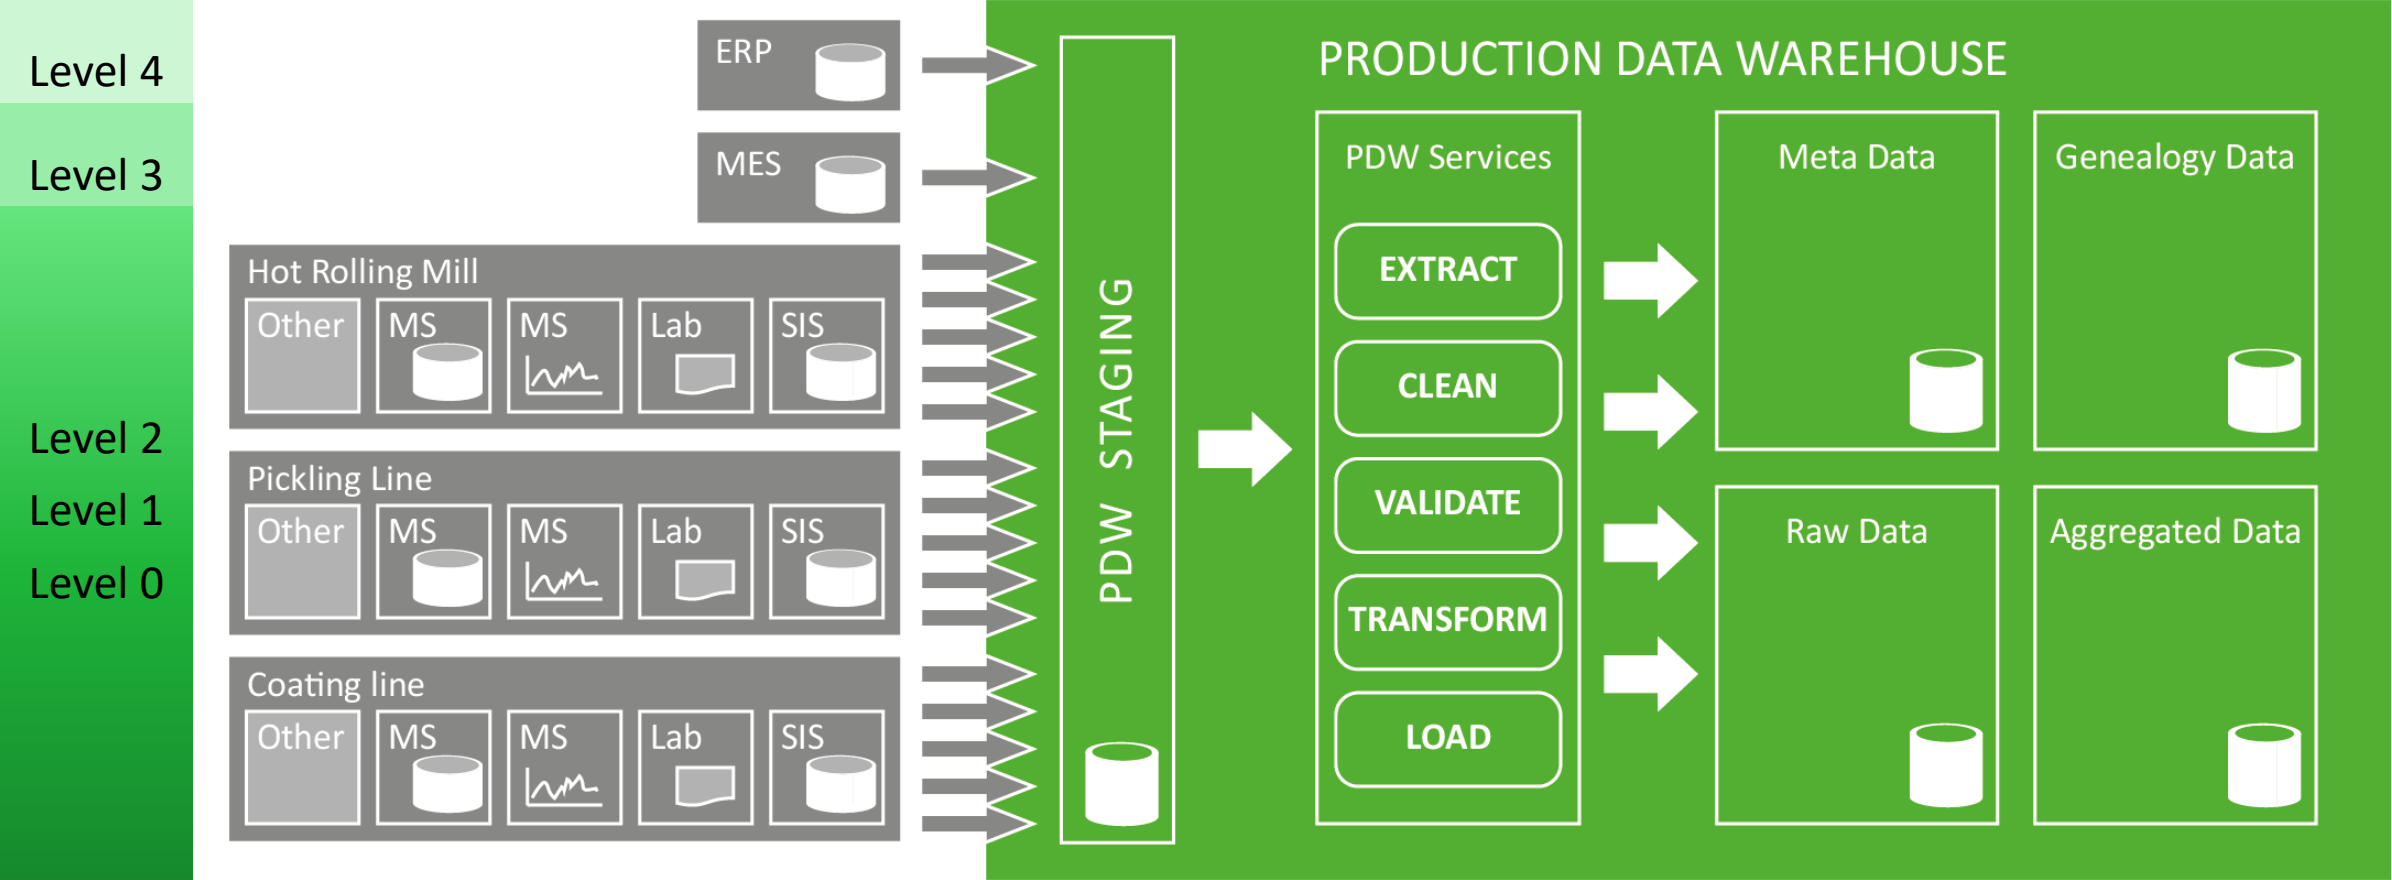 Level 4
Level 3
Level 2
Level 1
Level 0
ERP
MES
Hot Rolling Mill
Other MS MS Lab SIS
Pickling Line
Other MS MS Lab SIS
Coating line
Other MS MS Lab SIS
PDW STAGING
PRODUCTION DATA WAREHOUSE
PDW Services
EXTRACT
CLEAN
VALIDATE
TRANSFORM
LOAD
Meta Data
Genealogy Data
Raw Data
Aggregated Data